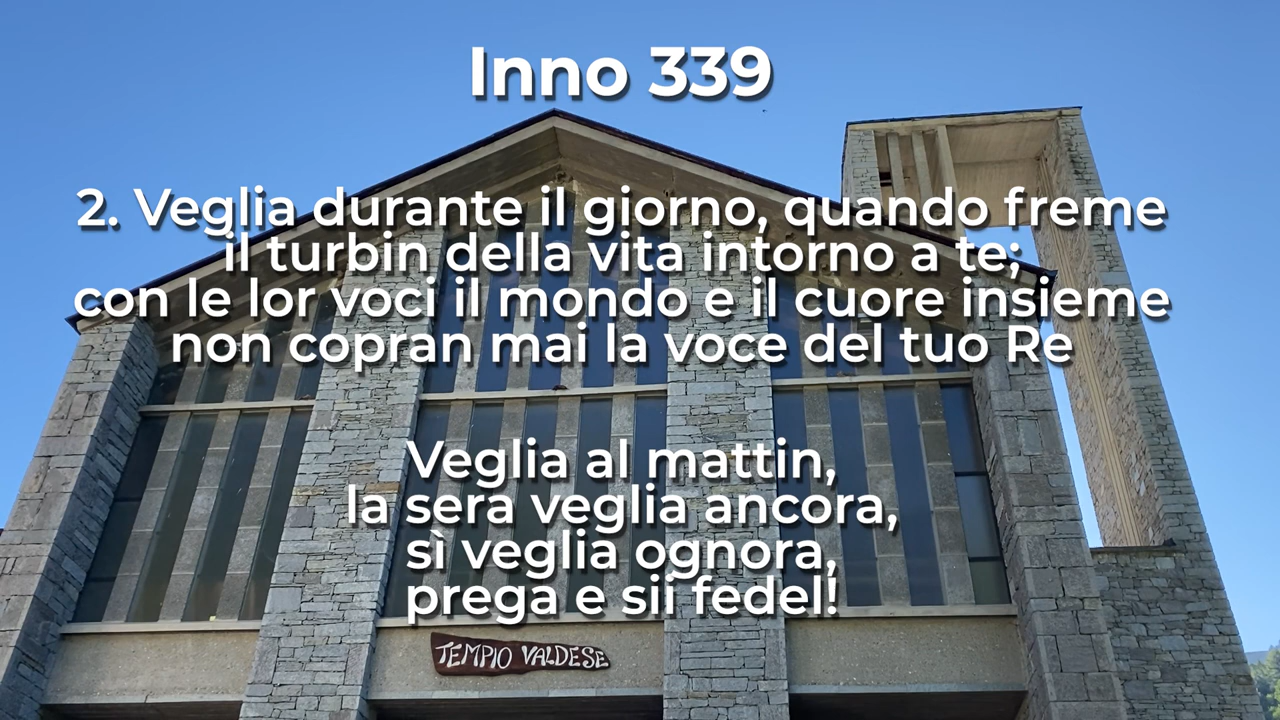 Inno 339
2. Veglia durante il giorno, quando freme
il turbin della vita intorno a te;
con le lor voci il mondo e il cuore insieme
non copran mai la voce del tuo Re
Veglia al mattin,
la sera veglia ancora,
sì veglia ognora,
prega e sii fedel!
TEMPIO VALDESE